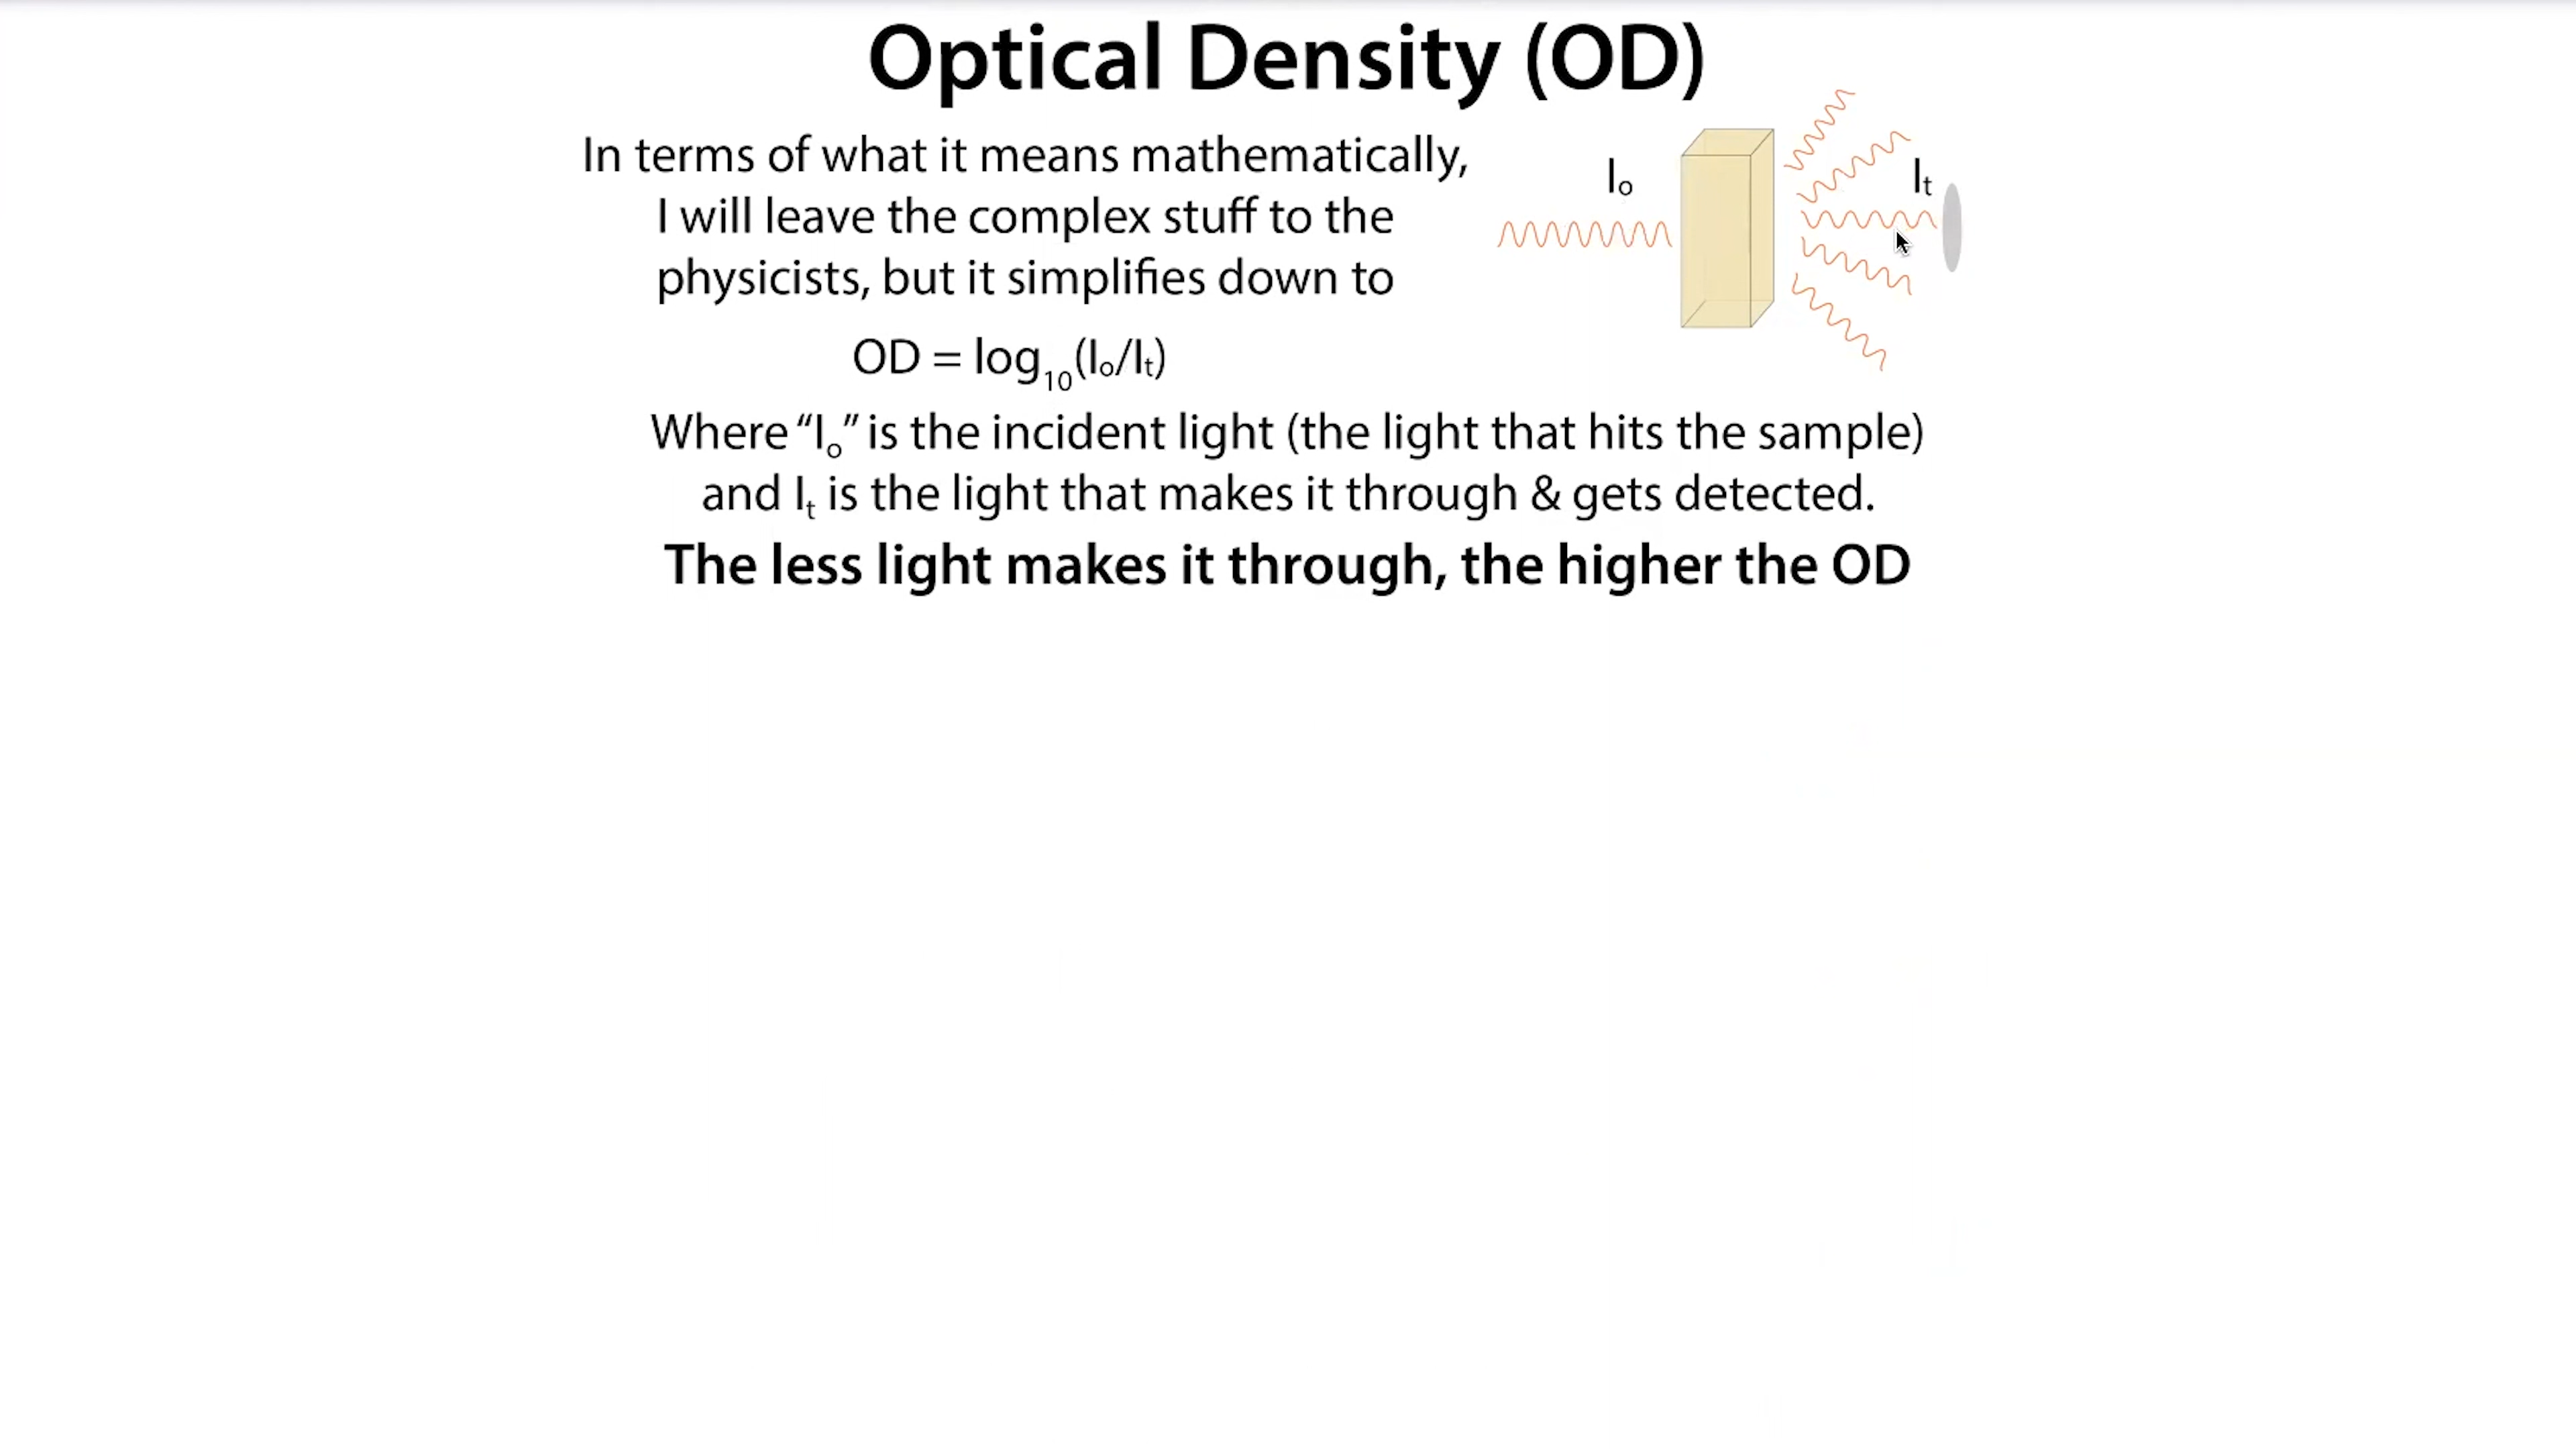 Optical Density (OD)
In terms of what it means mathematically,
I will leave the complex stuff to the
physicists, but it simplifies down to
Iₒ
Iₜ
OD = log₁₀(Iₒ/Iₜ)
Where “Iₒ” is the incident light (the light that hits the sample)
and Iₜ is the light that makes it through & gets detected.
The less light makes it through, the higher the OD